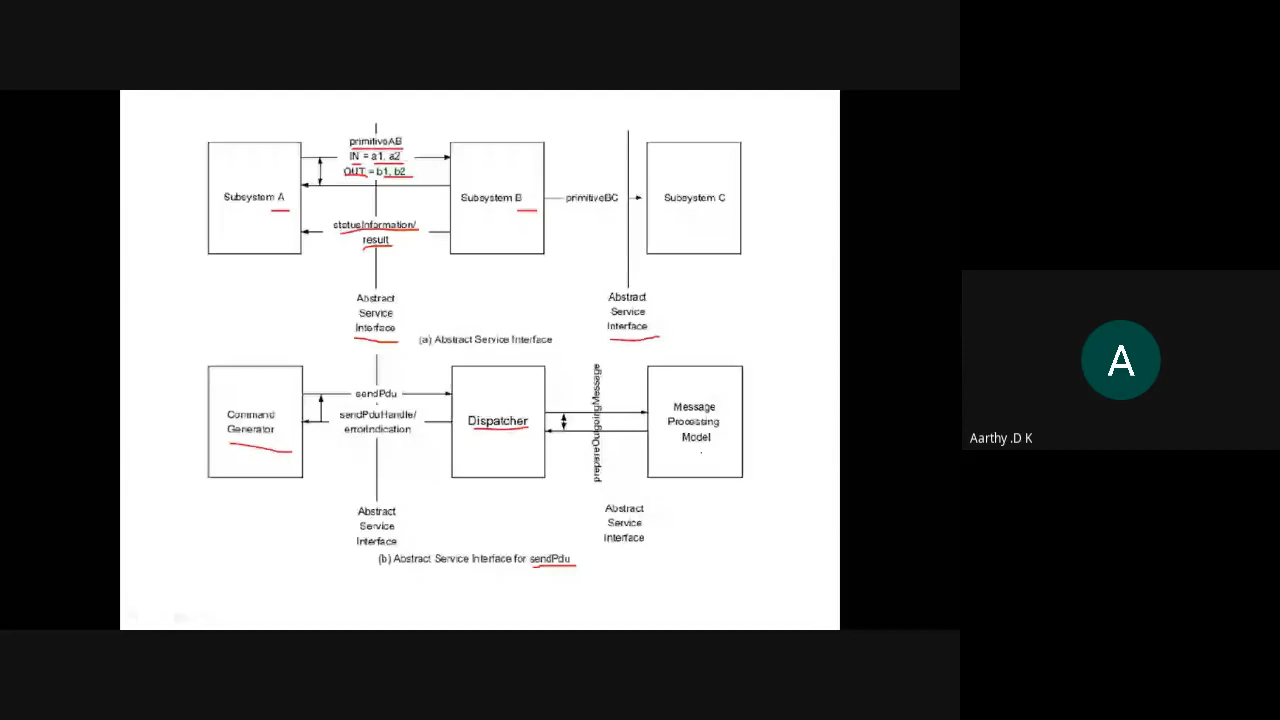 primitiveAB
IN = a1, a2
OUT = b1, b2
Subsystem A
Subsystem B
primitiveBC
Subsystem C
statusInformation/
result
Abstract
Service
Interface
Abstract
Service
Interface
(a) Abstract Service Interface
sendPdu
Command
Generator
sendPduHandle/
errorIndication
Dispatcher
prepareOutgoingMessage
Message
Processing
Model
Abstract
Service
Interface
Abstract
Service
Interface
(b) Abstract Service Interface for sendPdu
A
Aarthy .D K